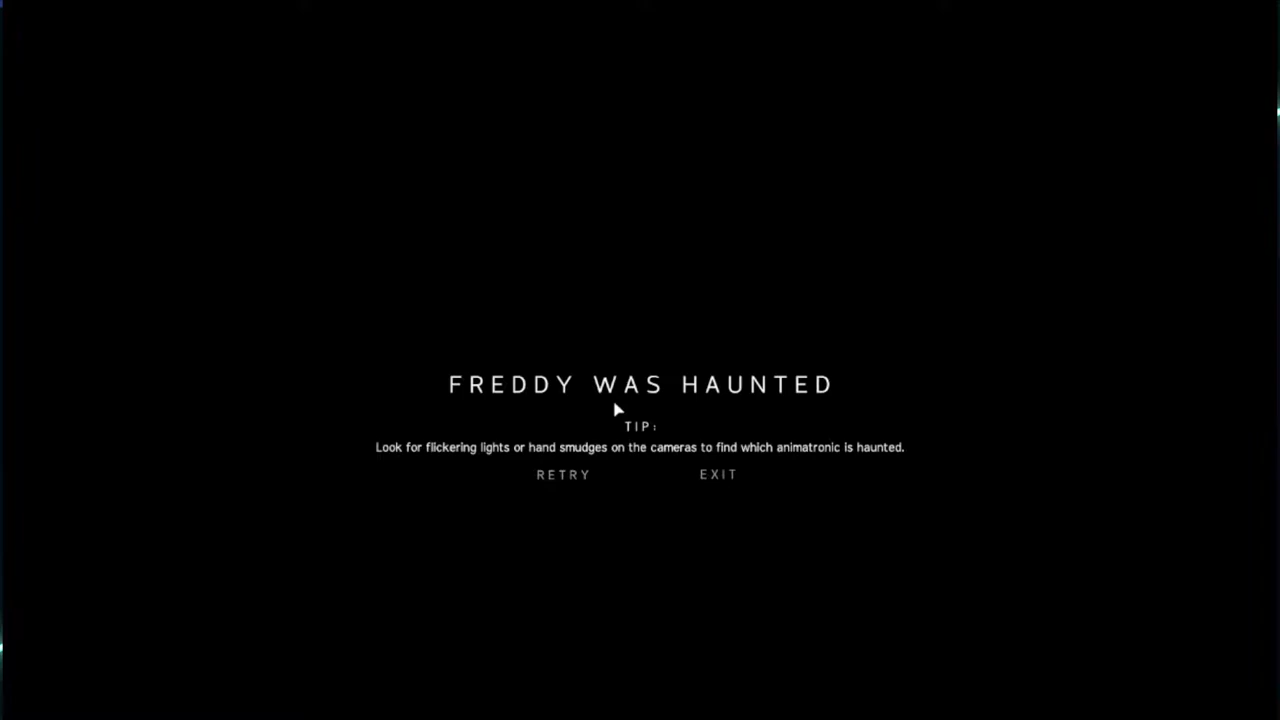 FREDDY WAS HAUNTED
TIP:
Look for flickering lights or hand smudges on the cameras to find which animatronic is haunted.
RETRY EXIT